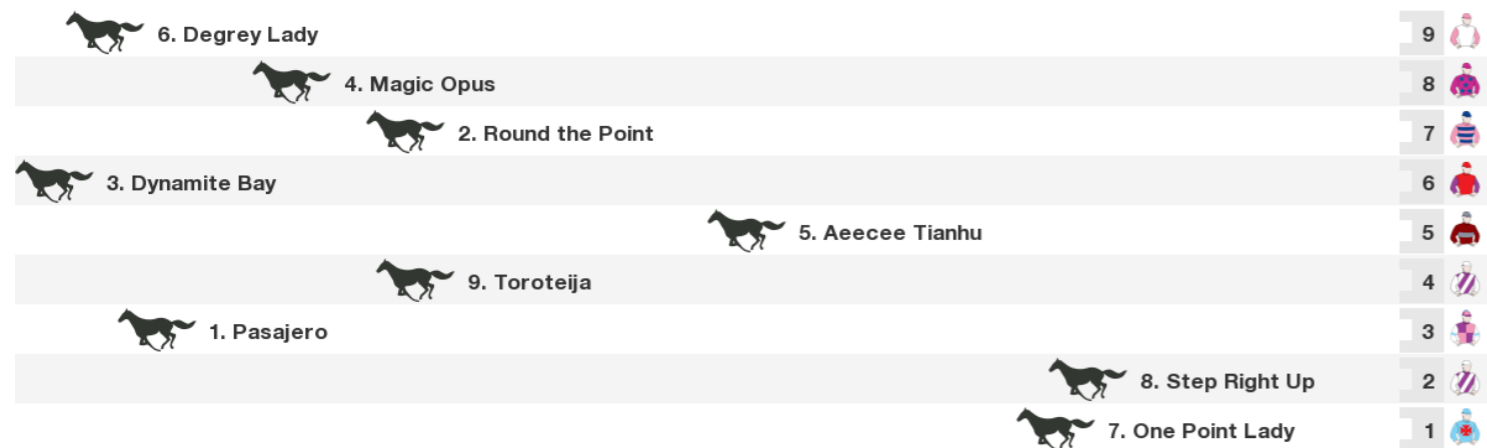 6. Degrey Lady 9
4. Magic Opus 8
2. Round the Point 7
3. Dynamite Bay 6
5. Aeecee Tianhu 5
9. Toroteija 4
1. Pasajero 3
8. Step Right Up 2
7. One Point Lady 1